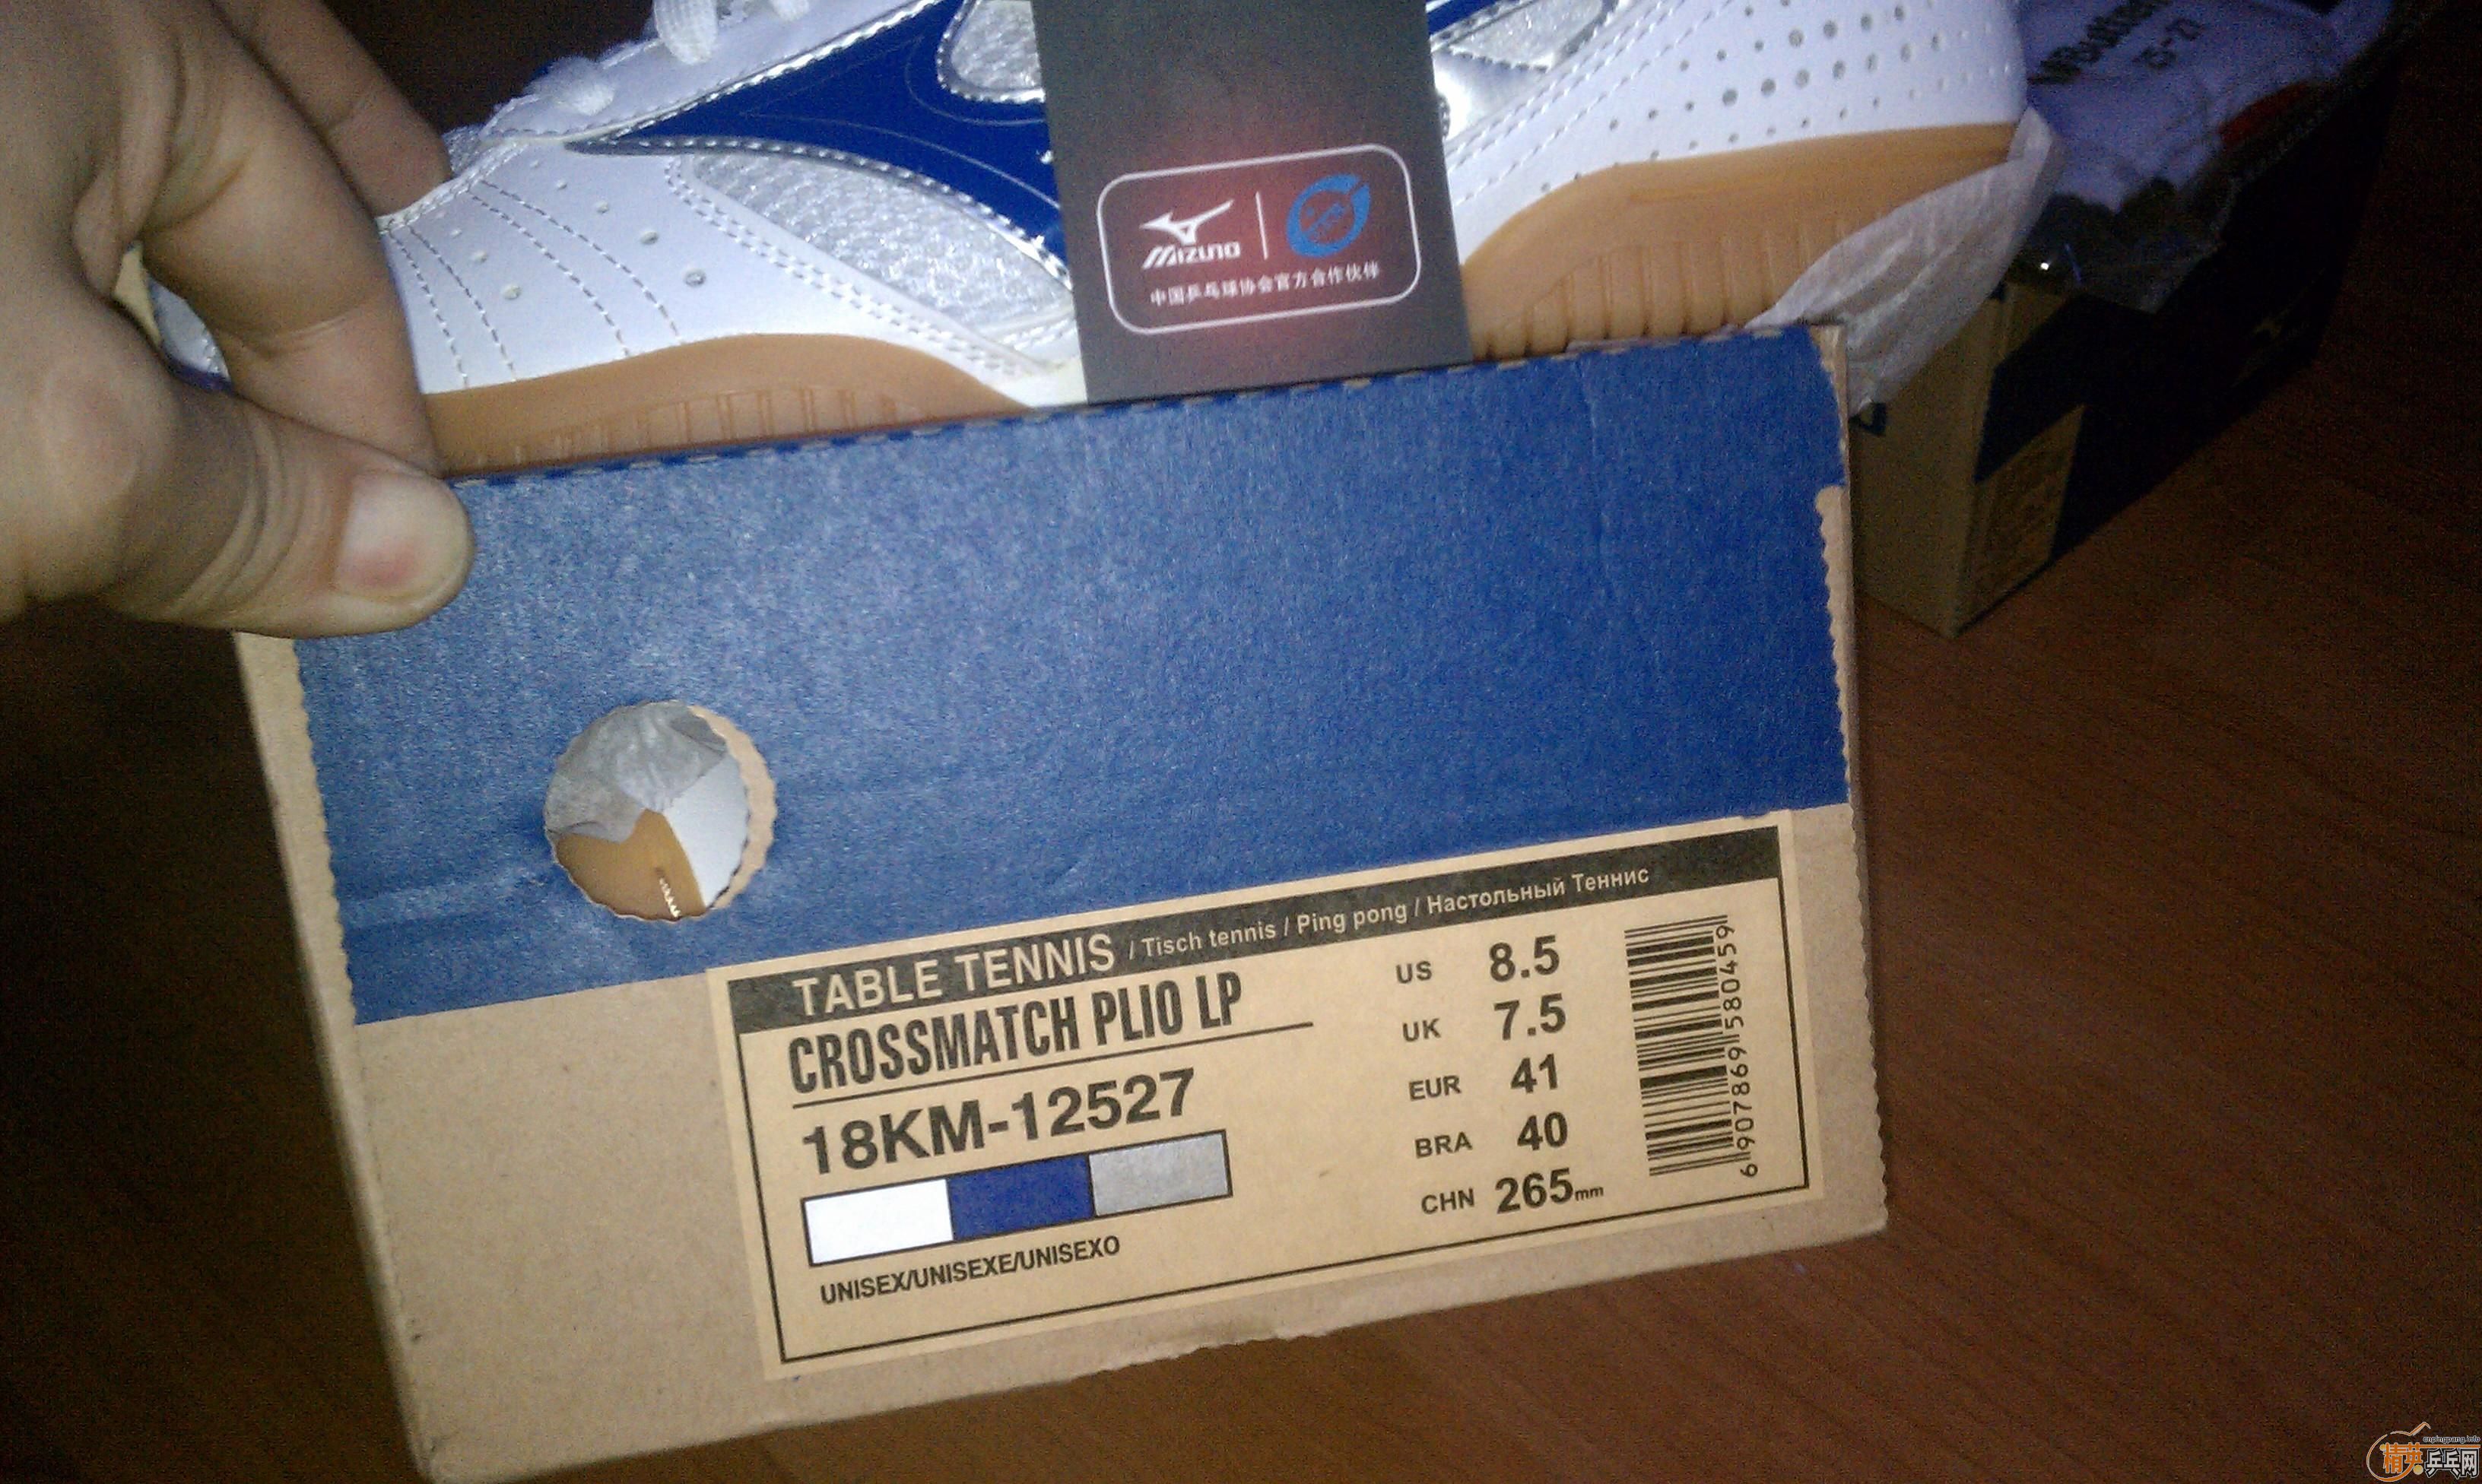 25-27
MIZUNO
中国乒乓球协会官方合作伙伴
TABLE TENNIS / Tisch tennis / Ping pong / Настольный Теннис
CROSSMATCH PLIO LP
18KM-12527
UNISEX/UNISEXE/UNISEXO
US 8.5
UK 7.5
EUR 41
BRA 40
CHN 265mm
6907869580459
精英乒乓网